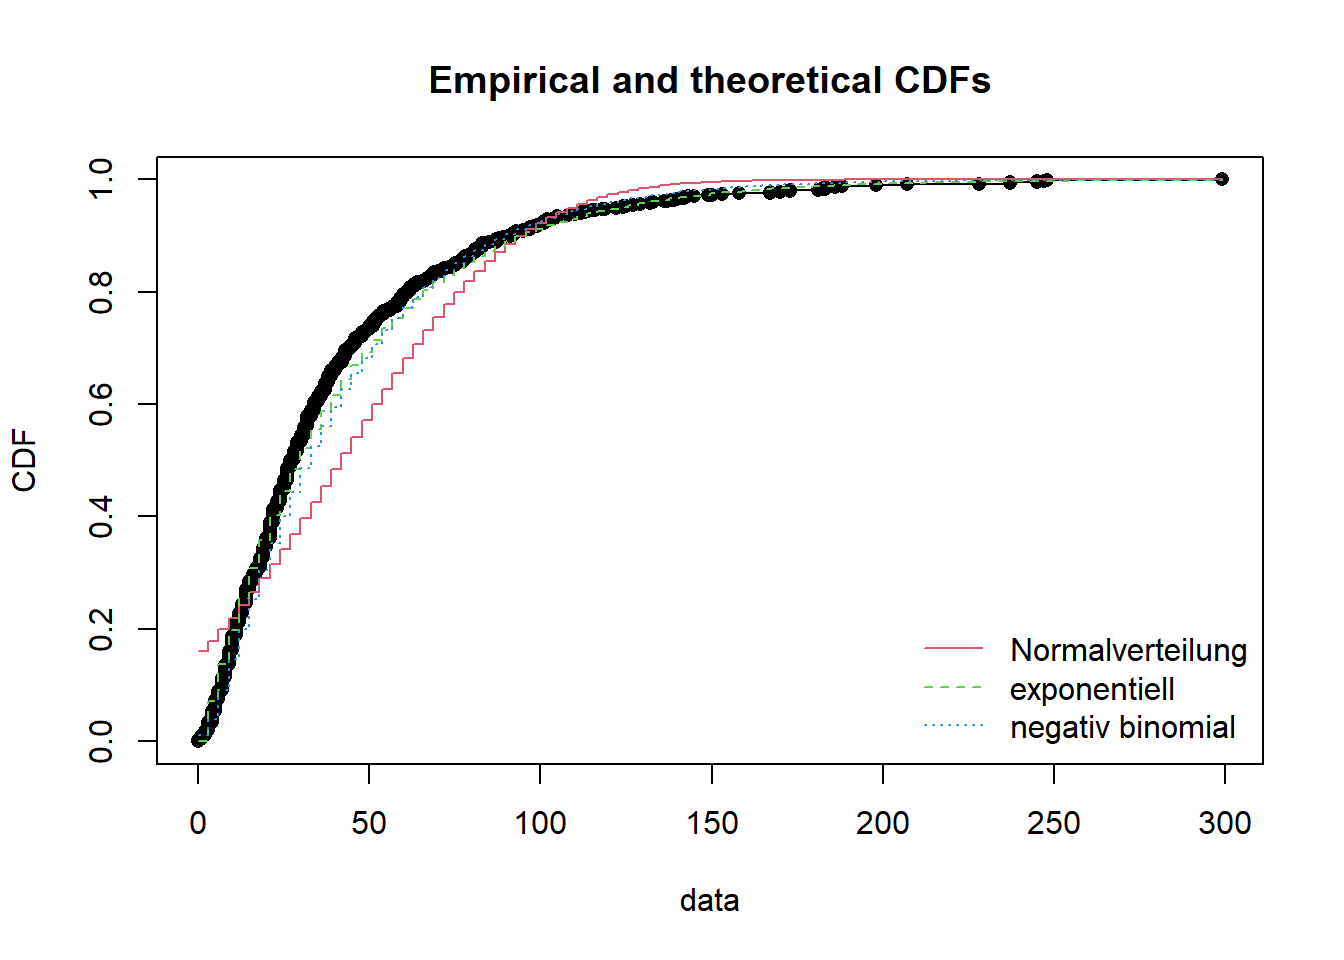 Empirical and theoretical CDFs
CDF
0.0
0.2
0.4
0.6
0.8
1.0
Normalverteilung
exponentiell
negativ binomial
0 50 100 150 200 250 300
data